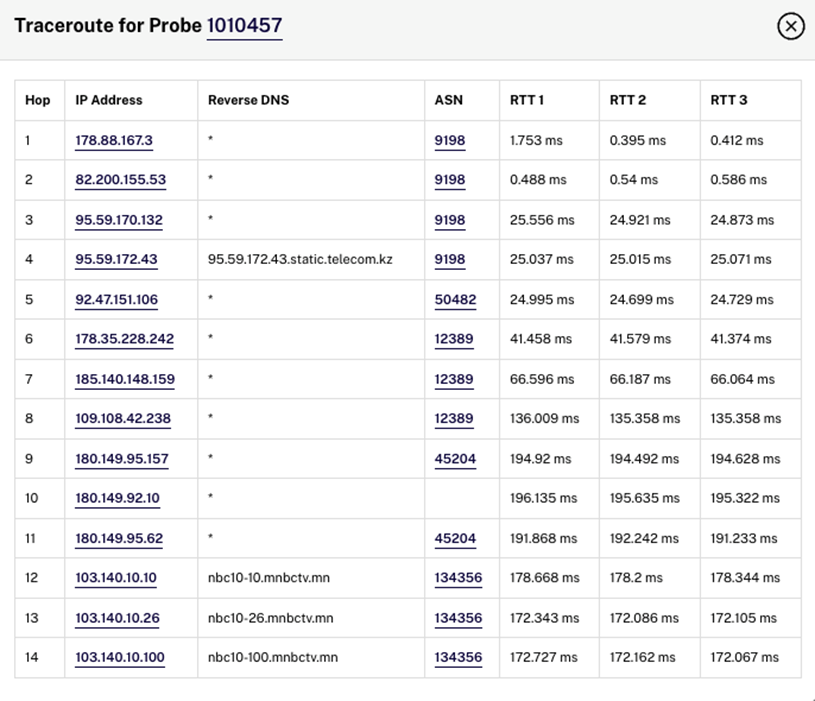 Traceroute for Probe 1010457
Hop IP Address Reverse DNS ASN RTT 1 RTT 2 RTT 3
1 178.88.167.3 * 9198 1.753 ms 0.395 ms 0.412 ms
2 82.200.155.53 * 9198 0.488 ms 0.54 ms 0.586 ms
3 95.59.170.132 * 9198 25.556 ms 24.921 ms 24.873 ms
4 95.59.172.43 95.59.172.43.static.telecom.kz 9198 25.037 ms 25.015 ms 25.071 ms
5 92.47.151.106 * 50482 24.995 ms 24.699 ms 24.729 ms
6 178.35.228.242 * 12389 41.458 ms 41.579 ms 41.374 ms
7 185.140.148.159 * 12389 66.596 ms 66.187 ms 66.064 ms
8 109.108.42.238 * 12389 136.009 ms 135.358 ms 135.358 ms
9 180.149.95.157 * 45204 194.92 ms 194.492 ms 194.628 ms
10 180.149.92.10 * 196.135 ms 195.635 ms 195.322 ms
11 180.149.95.62 * 45204 191.868 ms 192.242 ms 191.233 ms
12 103.140.10.10 nbc10-10.mnbctv.mn 134356 178.668 ms 178.2 ms 178.344 ms
13 103.140.10.26 nbc10-26.mnbctv.mn 134356 172.343 ms 172.086 ms 172.105 ms
14 103.140.10.100 nbc10-100.mnbctv.mn 134356 172.727 ms 172.162 ms 172.067 ms